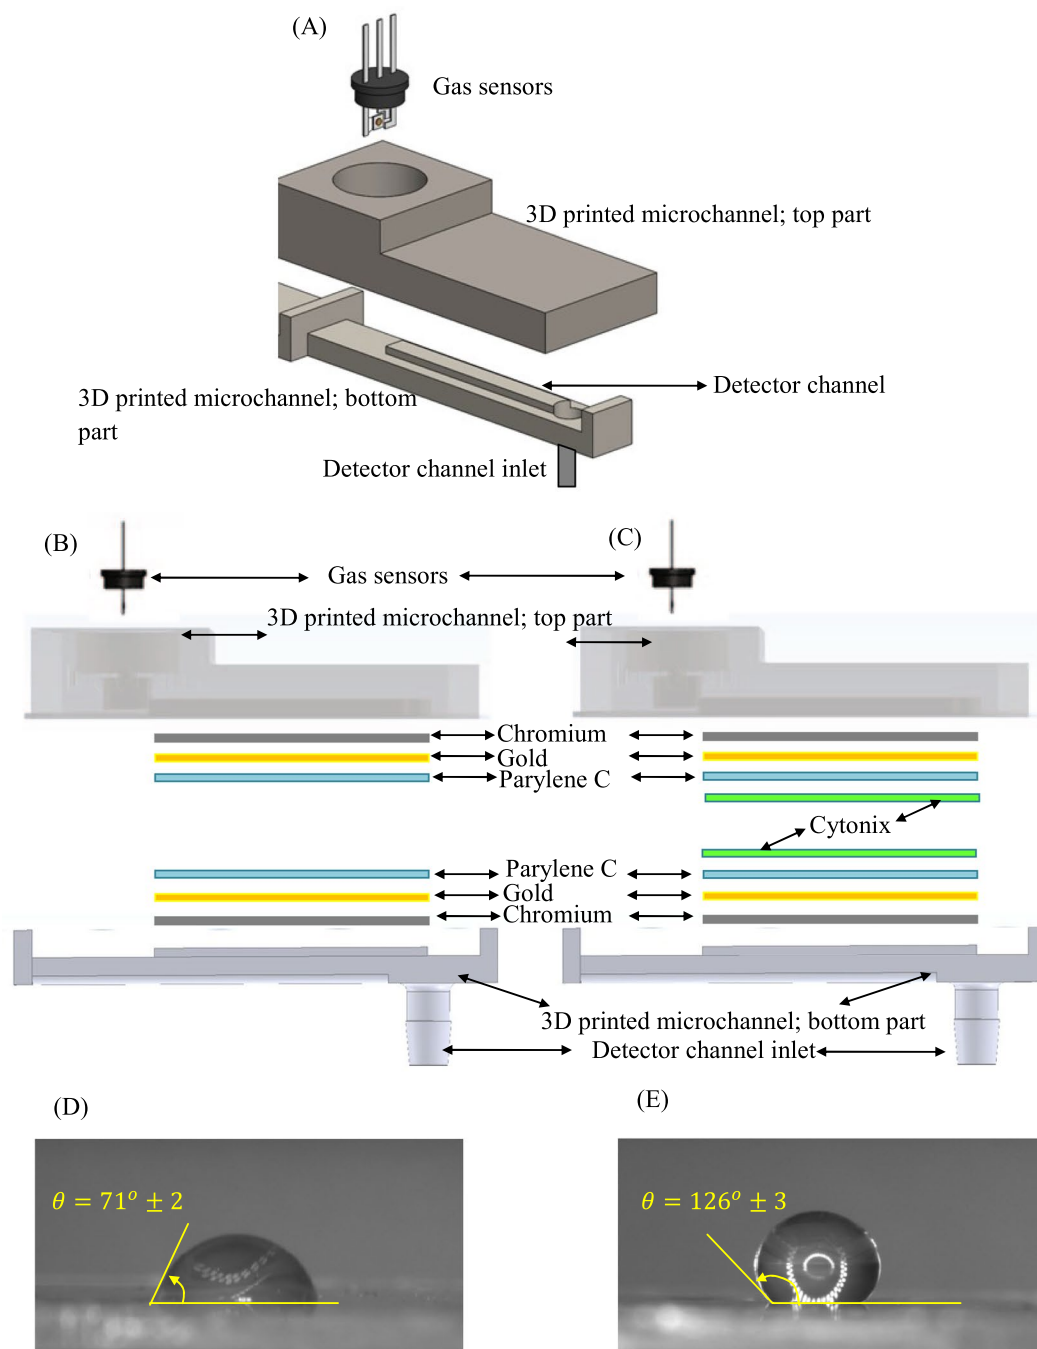 (A)
Gas sensors
3D printed microchannel; top part
Detector channel
3D printed microchannel; bottom
part
Detector channel inlet
(B)
(C)
Gas sensors
3D printed microchannel; top part
Chromium
Gold
Parylene C
Cytonix
Parylene C
Gold
Chromium
3D printed microchannel; bottom part
Detector channel inlet
(D)
(E)
θ = 71° ± 2
θ = 126° ± 3